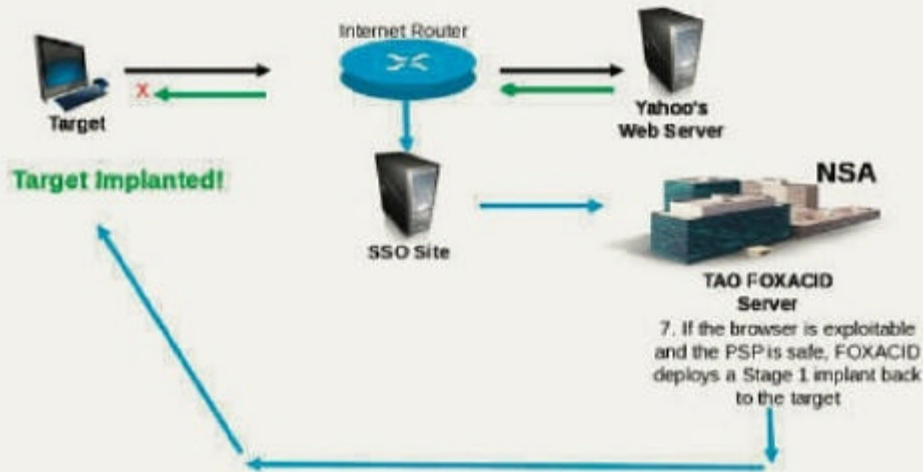 Internet Router
X
Target
Yahoo's
Web Server
Target Implanted!
NSA
SSO Site
TAO FOXACID
Server
7. If the browser is exploitable
and the PSP is safe, FOXACID
deploys a Stage 1 implant back
to the target